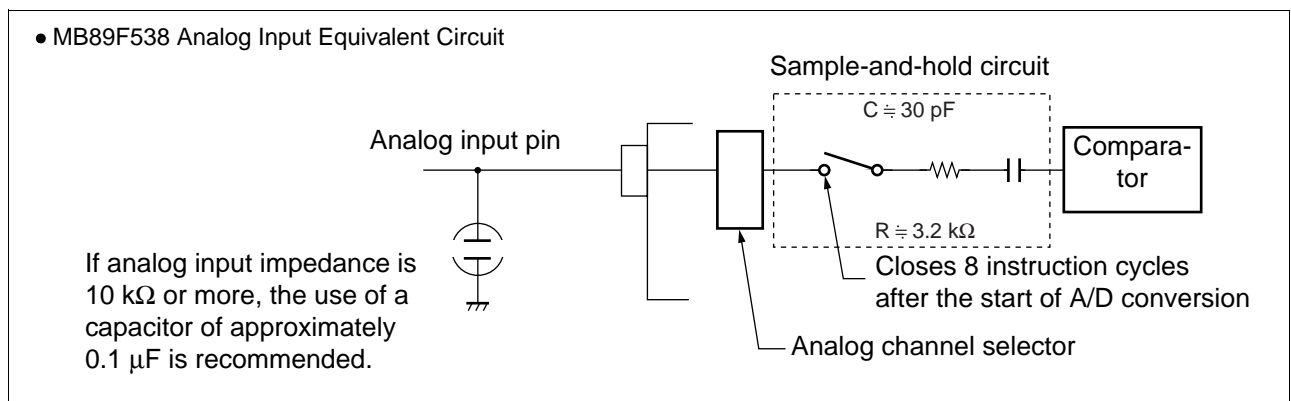 • MB89F538 Analog Input Equivalent Circuit
Sample-and-hold circuit
C ≒ 30 pF
Analog input pin
Compara-
tor
R ≒ 3.2 kΩ
If analog input impedance is
10 kΩ or more, the use of a
capacitor of approximately
0.1 μF is recommended.
Closes 8 instruction cycles
after the start of A/D conversion
Analog channel selector